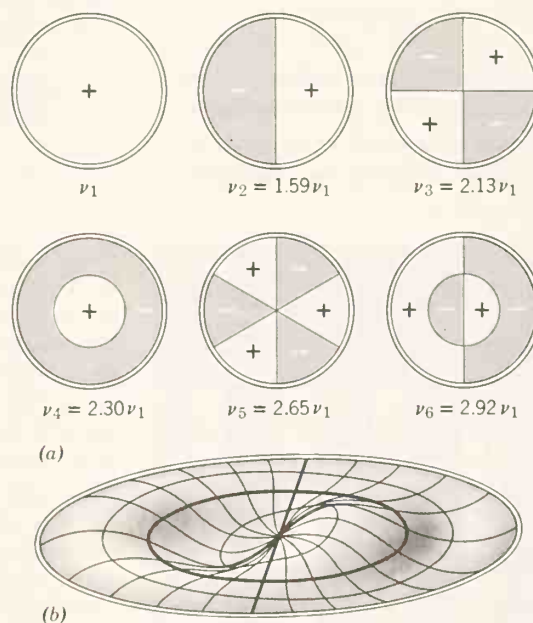 +
− +
− +
+ −
ν₁
ν₂ = 1.59ν₁
ν₃ = 2.13ν₁
+ −
+ −
− +
+ −
+ − + −
ν₄ = 2.30ν₁
ν₅ = 2.65ν₁
ν₆ = 2.92ν₁
(a)
(b)